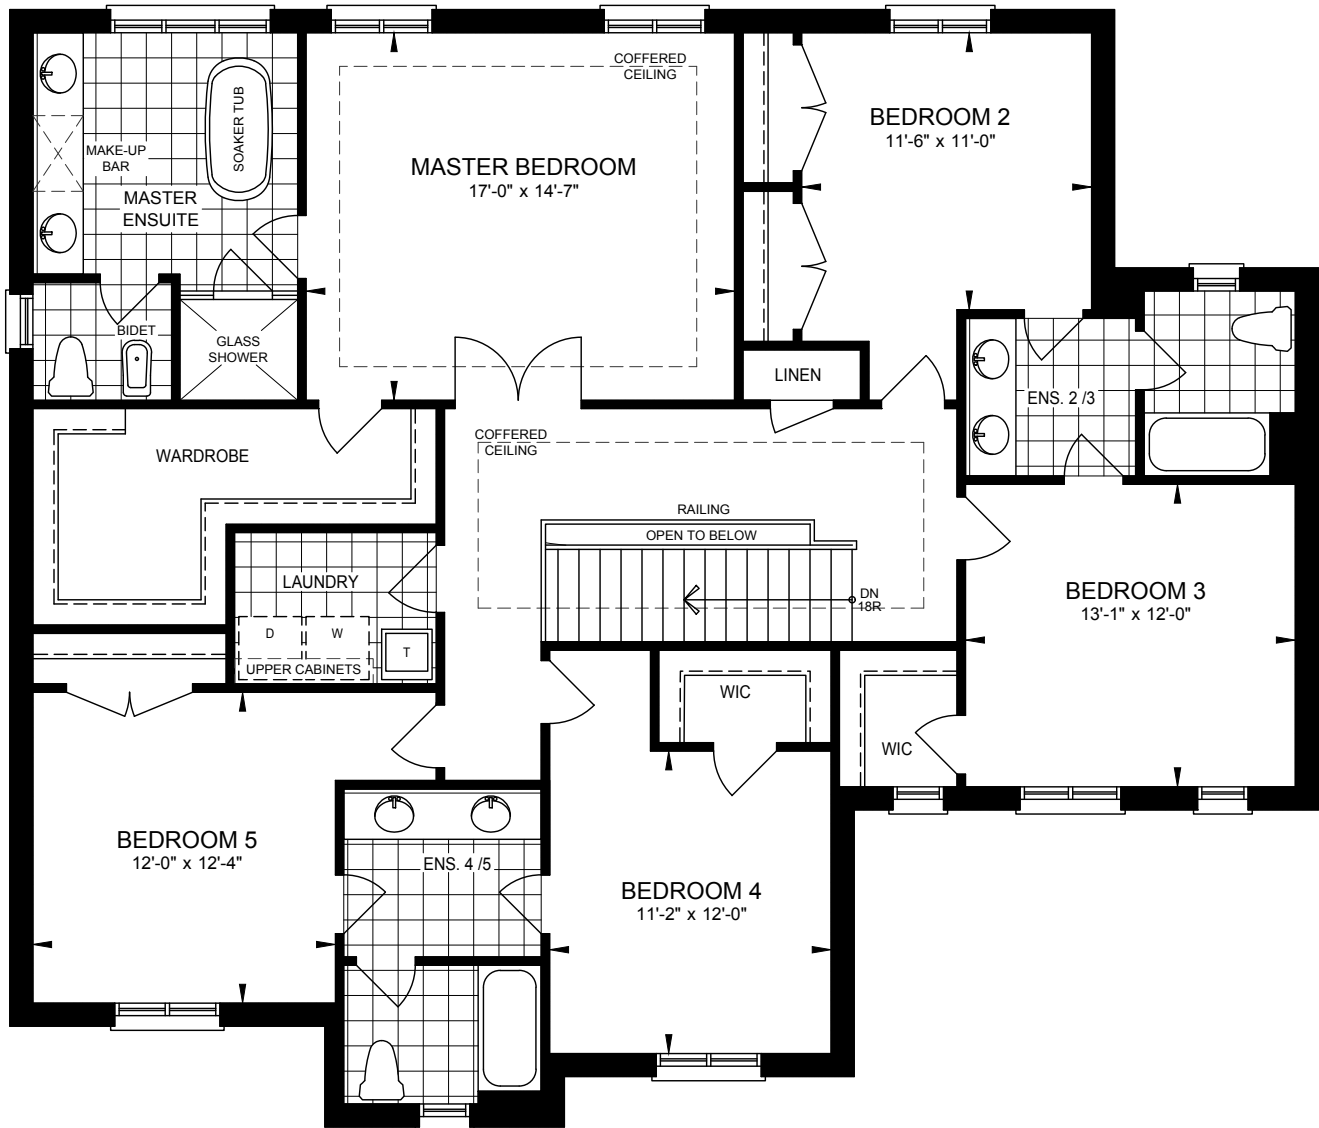 COFFERED
CEILING
MASTER BEDROOM
17'-0" x 14'-7"
BEDROOM 2
11'-6" x 11'-0"
SOAKER TUB
MAKE-UP
BAR
MASTER
ENSUITE
BIDET
GLASS
SHOWER
LINEN
ENS. 2 /3
WARDROBE
COFFERED
CEILING
RAILING
OPEN TO BELOW
DN
18R
LAUNDRY
D
W
T
UPPER CABINETS
BEDROOM 3
13'-1" x 12'-0"
WIC
WIC
BEDROOM 5
12'-0" x 12'-4"
ENS. 4 /5
BEDROOM 4
11'-2" x 12'-0"